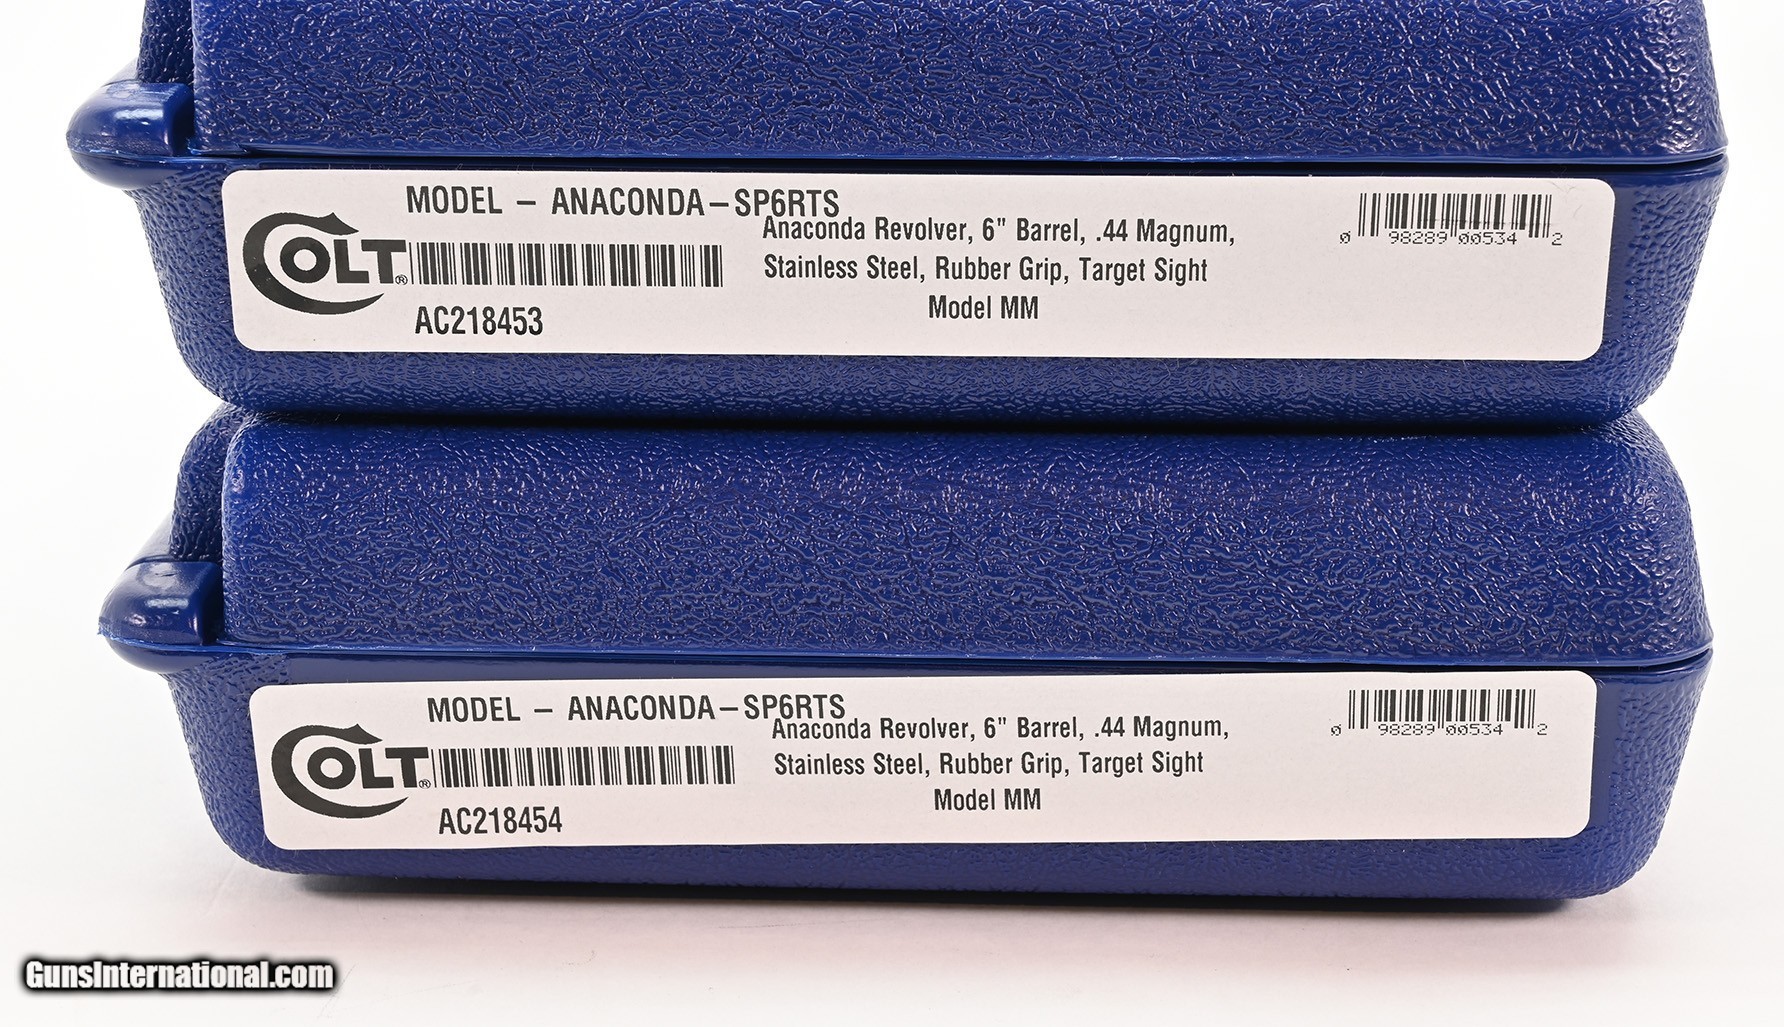 MODEL – ANACONDA–SP6RTS
COLT®
Anaconda Revolver, 6" Barrel, .44 Magnum,
Stainless Steel, Rubber Grip, Target Sight
Model MM
AC218453
0 98289 00534 2
MODEL – ANACONDA–SP6RTS
COLT®
Anaconda Revolver, 6" Barrel, .44 Magnum,
Stainless Steel, Rubber Grip, Target Sight
Model MM
AC218454
0 98289 00534 2
GunsInternational.com